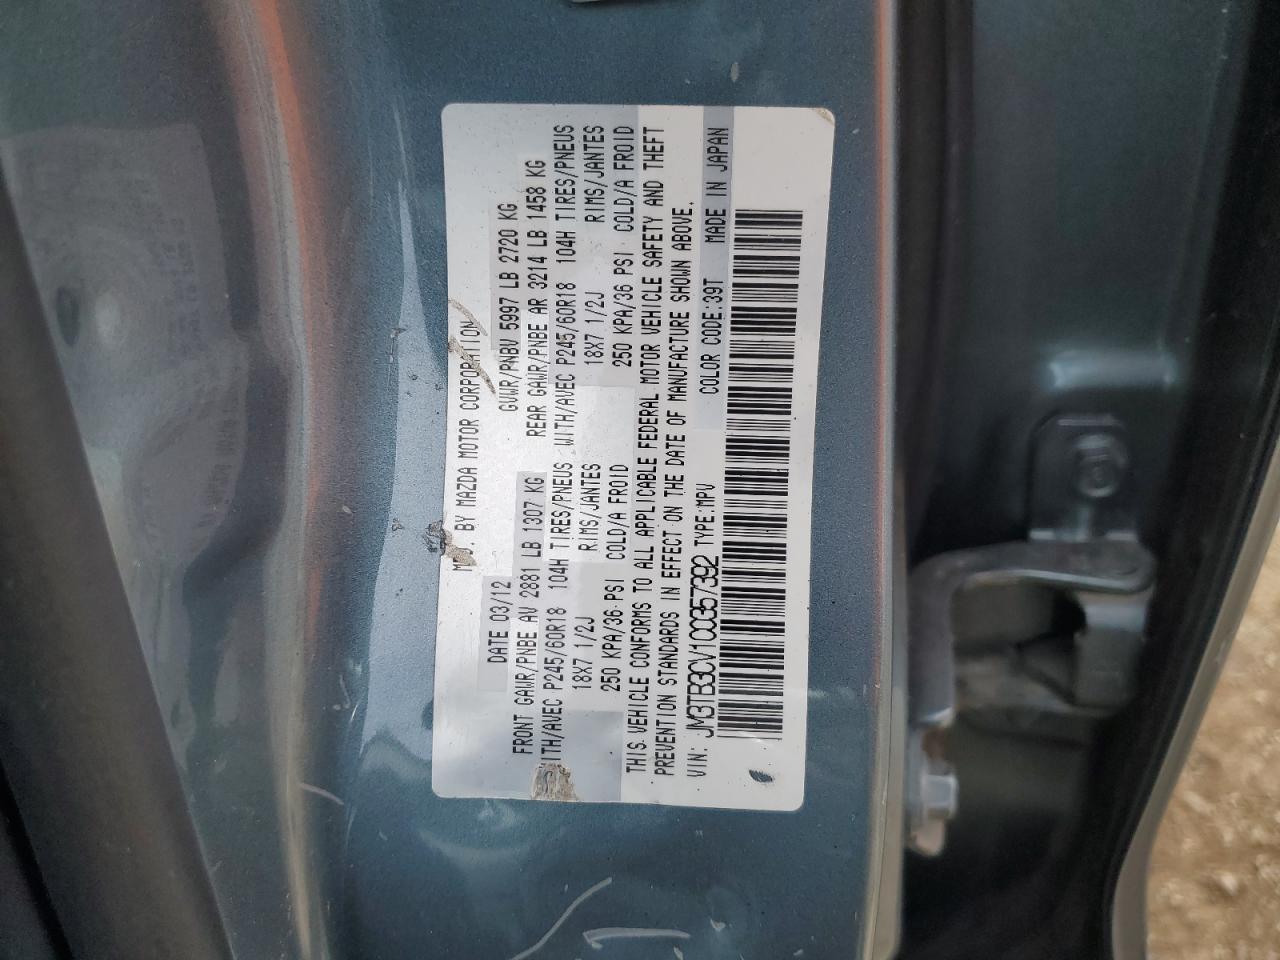 MFD. BY MAZDA MOTOR CORPORATION
DATE 03/12 GVWR/PNBV 5997 LB 2720 KG
FRONT GAWR/PNBE AV 2881 LB 1307 KG REAR GAWR/PNBE AR 3214 LB 1458 KG
WITH/AVEC P245/60R18 104H TIRES/PNEUS WITH/AVEC P245/60R18 104H TIRES/PNEUS
18X7 1/2J RIMS/JANTES 18X7 1/2J RIMS/JANTES
250 KPA/36 PSI COLD/A FROID 250 KPA/36 PSI COLD/A FROID
THIS VEHICLE CONFORMS TO ALL APPLICABLE FEDERAL MOTOR VEHICLE SAFETY AND THEFT
PREVENTION STANDARDS IN EFFECT ON THE DATE OF MANUFACTURE SHOWN ABOVE.
VIN: JM3TB3CV1C0357392 TYPE:MPV COLOR CODE:39T MADE IN JAPAN